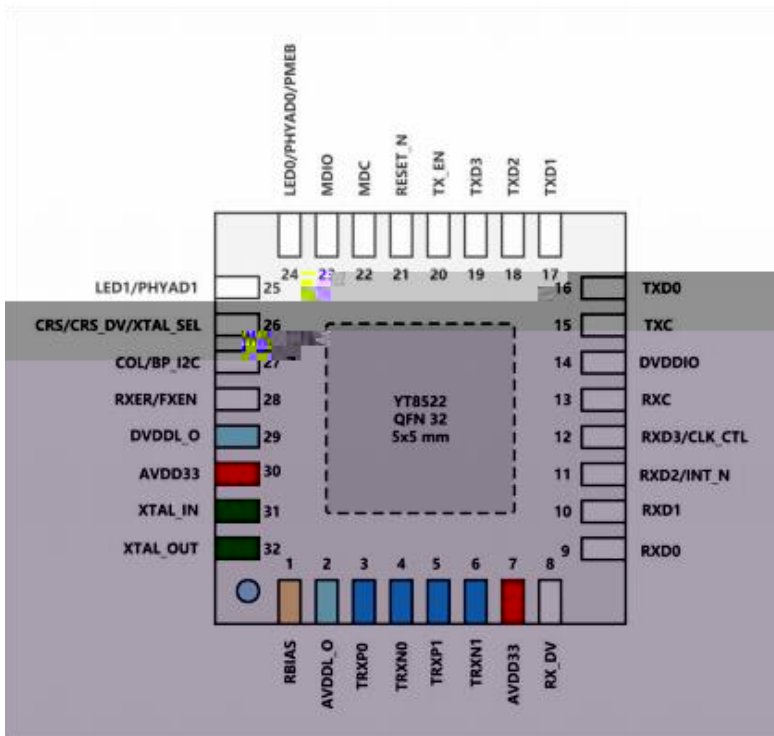 LED0/PHYAD0/PMEB
MDIO
MDC
RESET_N
TX_EN
TXD3
TXD2
TXD1
24
23
22
21
20
19
18
17
LED1/PHYAD1
25
16
TXD0
CRS/CRS_DV/XTAL_SEL
26
15
TXC
COL/BP_I2C
27
14
DVDDIO
RXER/FXEN
28
YT8522
13
RXC
QFN 32
DVDDL_O
29
5x5 mm
12
RXD3/CLK_CTL
AVDD33
30
11
RXD2/INT_N
XTAL_IN
31
10
RXD1
XTAL_OUT
32
9
RXD0
1
2
3
4
5
6
7
8
RBIAS
AVDDL_O
TRXP0
TRXN0
TRXP1
TRXN1
AVDD33
RX_DV